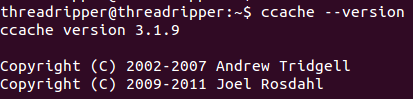 threadripper@threadripper:~$ ccache --version
ccache version 3.1.9
Copyright (C) 2002-2007 Andrew Tridgell
Copyright (C) 2009-2011 Joel Rosdahl